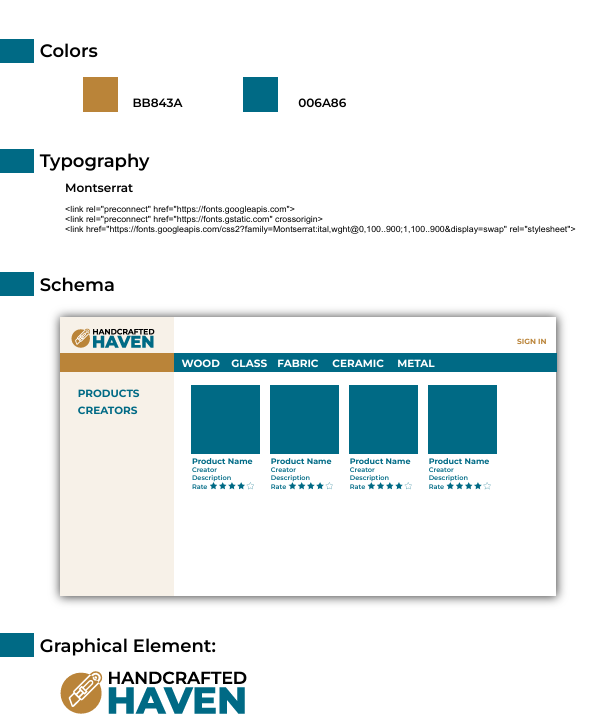 Colors
BB843A
006A86
Typography
Montserrat
<link rel="preconnect" href="https://fonts.googleapis.com">
<link rel="preconnect" href="https://fonts.gstatic.com" crossorigin>
<link href="https://fonts.googleapis.com/css2?family=Montserrat:ital,wght@0,100..900;1,100..900&display=swap" rel="stylesheet">
Schema
HANDCRAFTED
HAVEN
SIGN IN
WOOD GLASS FABRIC CERAMIC METAL
PRODUCTS
CREATORS
Product Name Product Name Product Name Product Name
Creator Creator Creator Creator
Description Description Description Description
Rate Rate Rate Rate
Graphical Element:
HANDCRAFTED
HAVEN